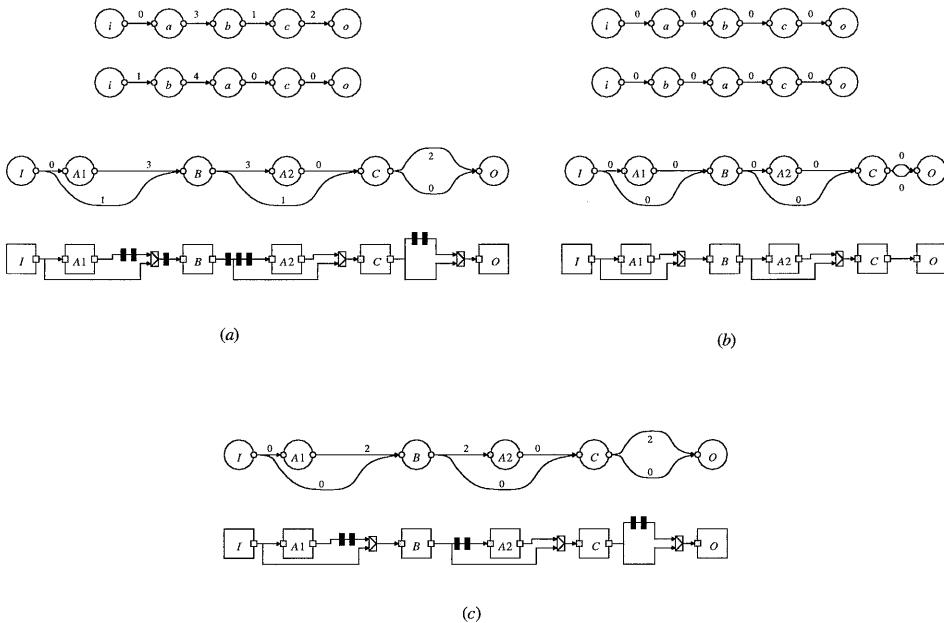 0 3 1 2
i a b c o
1 4 0 0
i b a c o
0 3 3 0 2
I A1 B A2 C O
1 1 0
I A1 B A2 C O
(a)
0 0 0 0
i a b c o
0 0 0 0
i b a c o
0 0 0 0 0
I A1 B A2 C O
0 0 0
I A1 B A2 C O
(b)
0 2 2 0 2
I A1 B A2 C O
0 0 0
I A1 B A2 C O
(c)